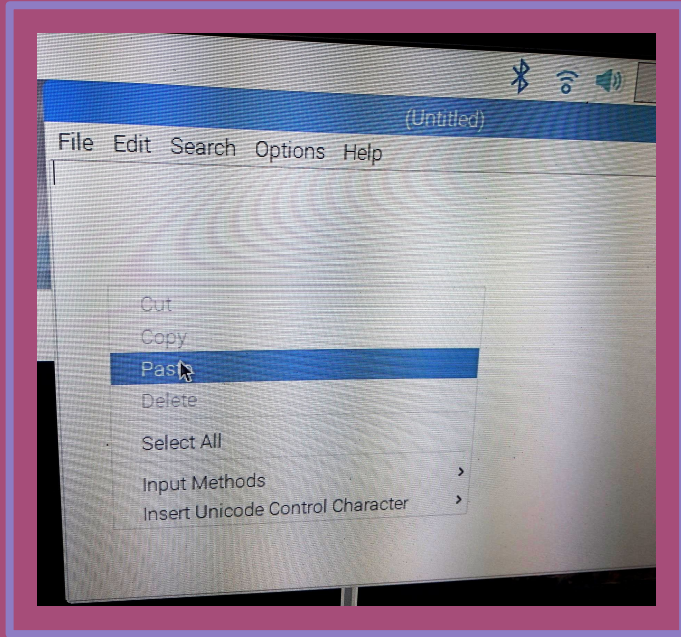 (Untitled)
File Edit Search Options Help
Cut
Copy
Paste
Delete
Select All
Input Methods
Insert Unicode Control Character